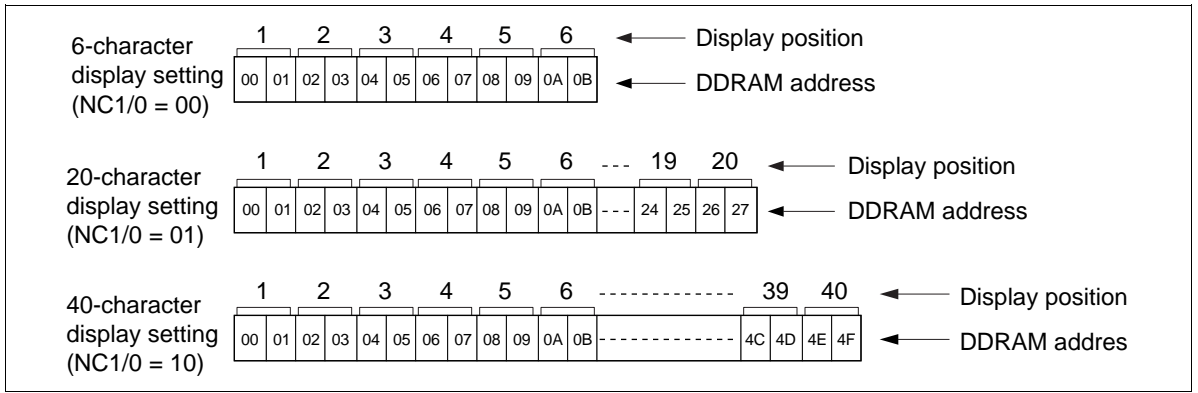 1 2 3 4 5 6 Display position
6-character
display setting
(NC1/0 = 00)
00 01 02 03 04 05 06 07 08 09 0A 0B DDRAM address
1 2 3 4 5 6 --- 19 20 Display position
20-character
display setting
(NC1/0 = 01)
00 01 02 03 04 05 06 07 08 09 0A 0B --- 24 25 26 27 DDRAM address
1 2 3 4 5 6 ------------- 39 40 Display position
40-character
display setting
(NC1/0 = 10)
00 01 02 03 04 05 06 07 08 09 0A 0B ------------- 4C 4D 4E 4F DDRAM addres